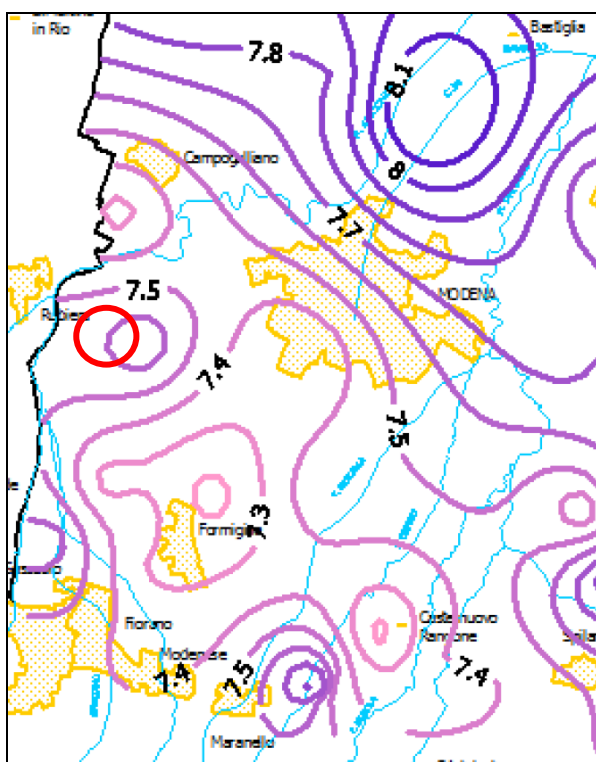 in Rio
Bastiglia
7.8
8.1
8
Campogalliano
7.7
7.5
MODENA
Rubiera
7.4
7.5
7.3
Formigine
Fiorano
Modenese
7.4
7.5
Castelnuovo
Rangone
7.4
Spila
Maranello